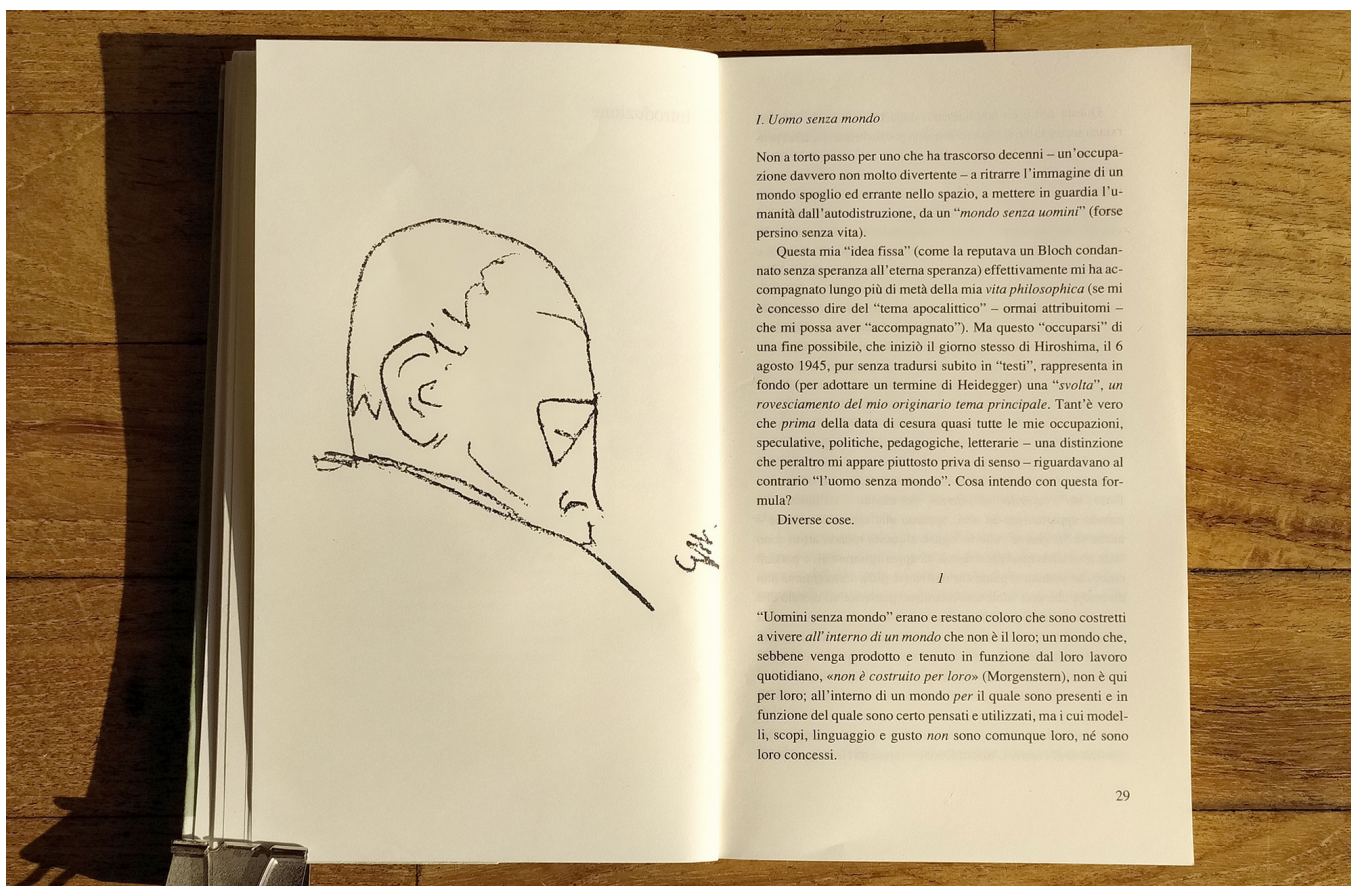 I. Uomo senza mondo
Non a torto passo per uno che ha trascorso decenni – un'occupa-
zione davvero non molto divertente – a ritrarre l'immagine di un
mondo spoglio ed errante nello spazio, a mettere in guardia l'u-
manità dall'autodistruzione, da un “mondo senza uomini” (forse
persino senza vita).
Questa mia “idea fissa” (come la reputava un Bloch condan-
nato senza speranza all'eterna speranza) effettivamente mi ha ac-
compagnato lungo più di metà della mia vita philosophica (se mi
è concesso dire del “tema apocalittico” – ormai attribuitomi –
che mi possa aver “accompagnato”). Ma questo “occuparsi” di
una fine possibile, che iniziò il giorno stesso di Hiroshima, il 6
agosto 1945, pur senza tradursi subito in “testi”, rappresenta in
fondo (per adottare un termine di Heidegger) una “svolta”, un
rovesciamento del mio originario tema principale. Tant'è vero
che prima della data di cesura quasi tutte le mie occupazioni,
speculative, politiche, pedagogiche, letterarie – una distinzione
che peraltro mi appare piuttosto priva di senso – riguardavano al
contrario “l'uomo senza mondo”. Cosa intendo con questa for-
mula?
Diverse cose.
1
“Uomini senza mondo” erano e restano coloro che sono costretti
a vivere all'interno di un mondo che non è il loro; un mondo che,
sebbene venga prodotto e tenuto in funzione dal loro lavoro
quotidiano, «non è costruito per loro» (Morgenstern), non è qui
per loro; all'interno di un mondo per il quale sono presenti e in
funzione del quale sono certo pensati e utilizzati, ma i cui model-
li, scopi, linguaggio e gusto non sono comunque loro, né sono
loro concessi.
29